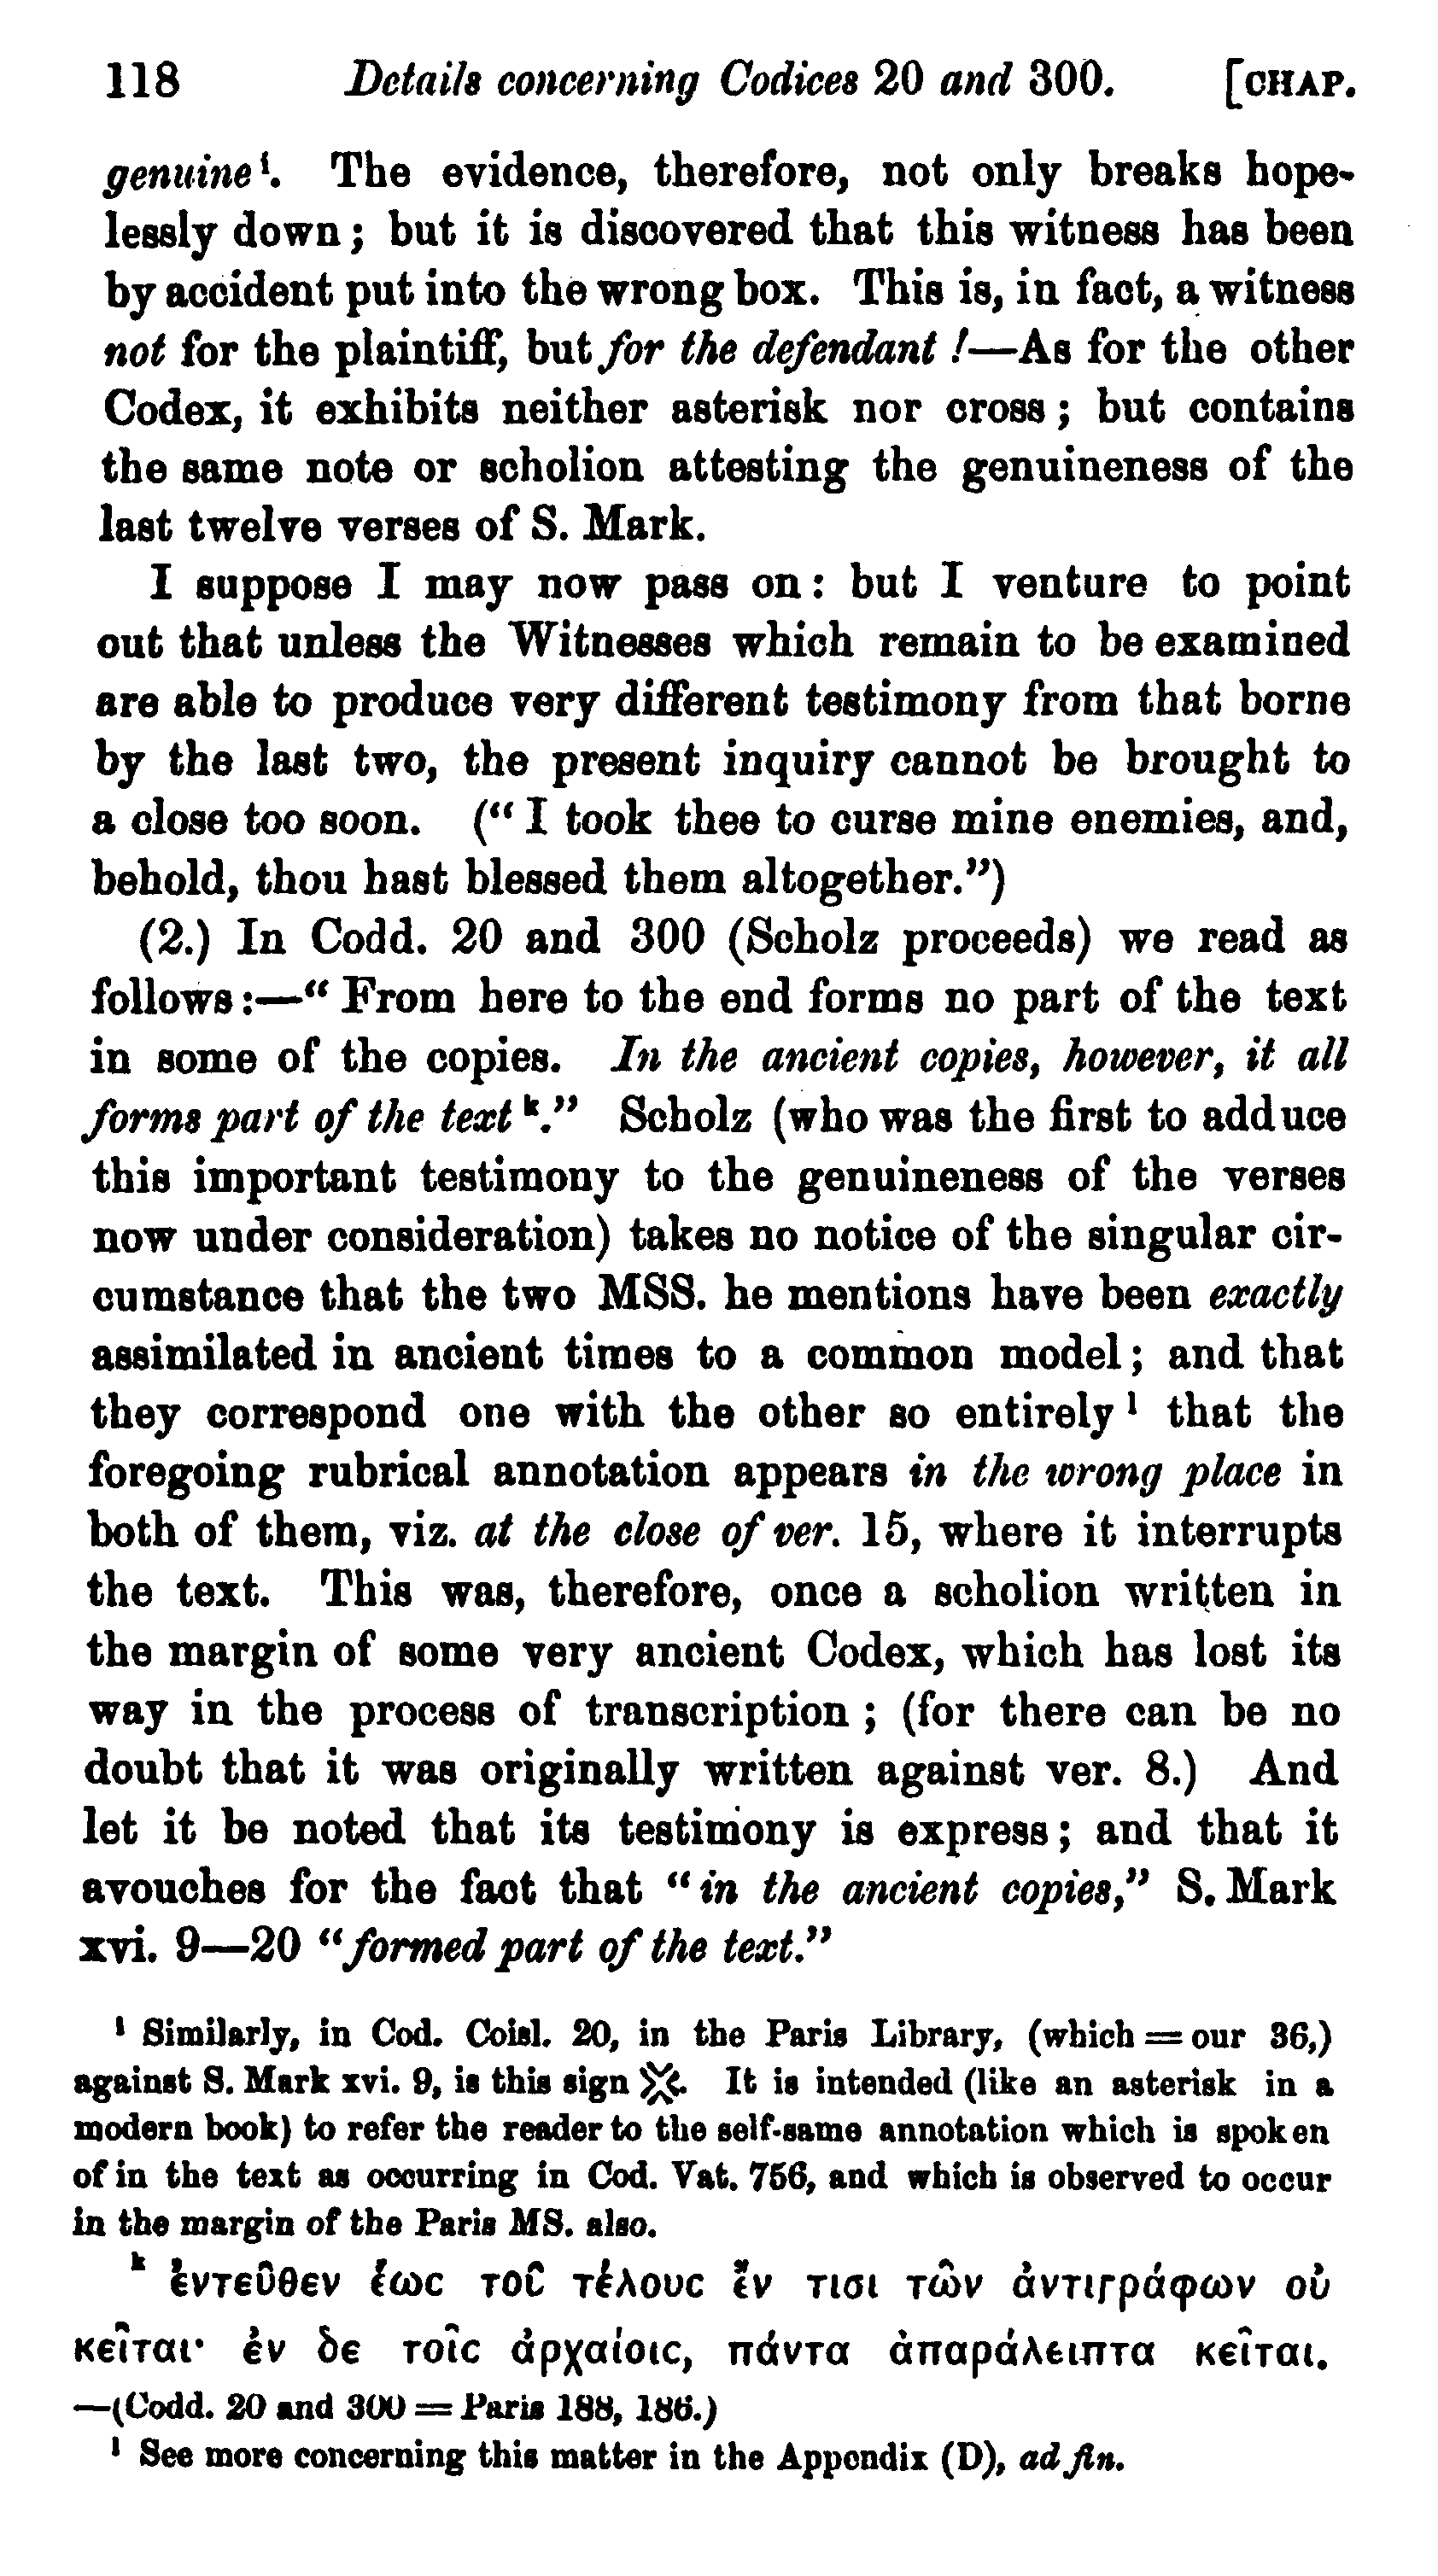 118 Details concerning Codices 20 and 300. [CHAP.
genuine i. The evidence, therefore, not only breaks hope-
lessly down; but it is discovered that this witness has been
by accident put into the wrong box. This is, in fact, a witness
not for the plaintiff, but for the defendant!—As for the other
Codex, it exhibits neither asterisk nor cross; but contains
the same note or scholion attesting the genuineness of the
last twelve verses of S. Mark.
I suppose I may now pass on: but I venture to point
out that unless the Witnesses which remain to be examined
are able to produce very different testimony from that borne
by the last two, the present inquiry cannot be brought to
a close too soon. (“I took thee to curse mine enemies, and,
behold, thou hast blessed them altogether.”)
(2.) In Codd. 20 and 300 (Scholz proceeds) we read as
follows:—“From here to the end forms no part of the text
in some of the copies. In the ancient copies, however, it all
forms part of the text k.” Scholz (who was the first to adduce
this important testimony to the genuineness of the verses
now under consideration) takes no notice of the singular cir-
cumstance that the two MSS. he mentions have been exactly
assimilated in ancient times to a common model; and that
they correspond one with the other so entirely l that the
foregoing rubrical annotation appears in the wrong place in
both of them, viz. at the close of ver. 15, where it interrupts
the text. This was, therefore, once a scholion written in
the margin of some very ancient Codex, which has lost its
way in the process of transcription; (for there can be no
doubt that it was originally written against ver. 8.) And
let it be noted that its testimony is express; and that it
avouches for the fact that “in the ancient copies,” S. Mark
xvi. 9—20 “formed part of the text.”
i Similarly, in Cod. Coisl. 20, in the Paris Library, (which = our 36,)
against S. Mark xvi. 9, is this sign ※. It is intended (like an asterisk in a
modern book) to refer the reader to the self-same annotation which is spoken
of in the text as occurring in Cod. Vat. 756, and which is observed to occur
in the margin of the Paris MS. also.
k ἐντεῦθεν ἕως τοῦ τέλους ἔν τισι τῶν ἀντιγράφων οὐ
κεῖται· ἐν δε τοῖς ἀρχαίοις, πάντα ἀπαράλειπτα κεῖται.
—(Codd. 20 and 300 = Paris 188, 186.)
l See more concerning this matter in the Appendix (D), ad fin.